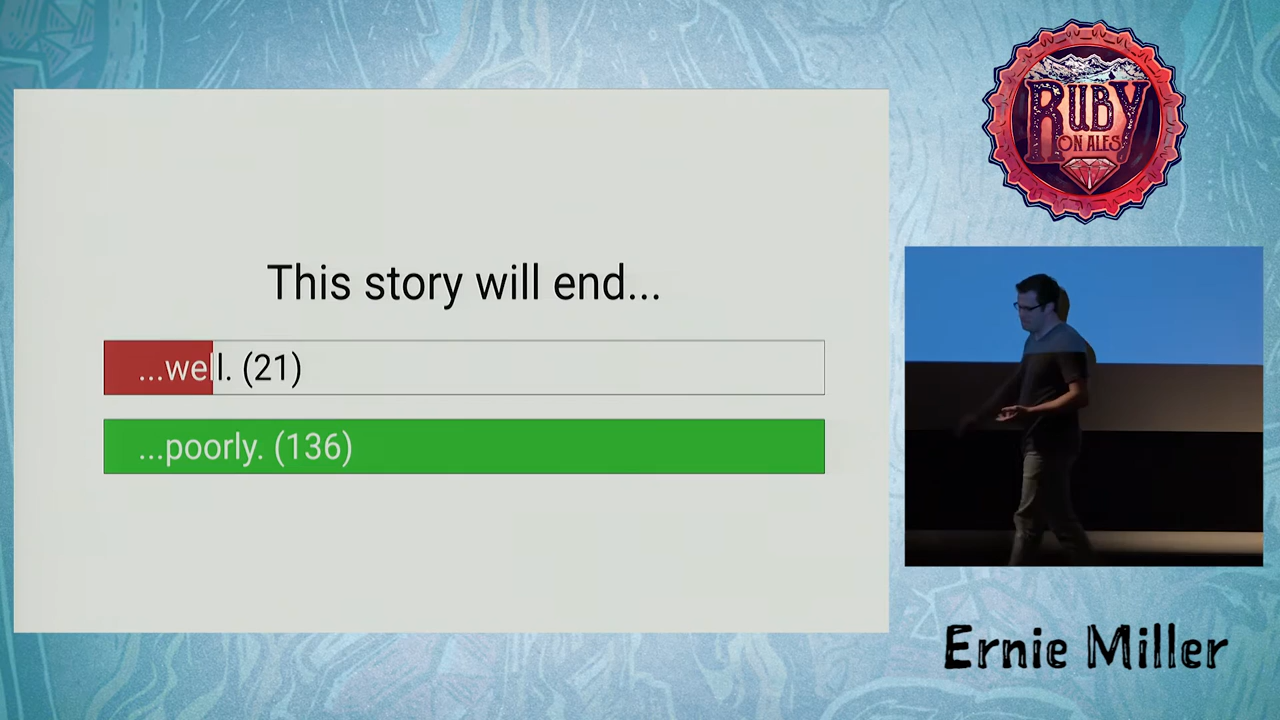 This story will end...
...well. (21)
...poorly. (136)
RUBY
ON ALES
Ernie Miller